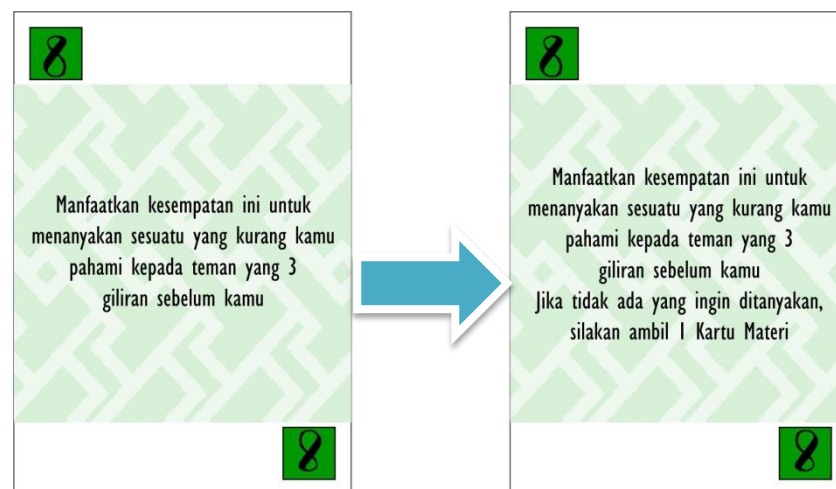 8
Manfaatkan kesempatan ini untuk
menanyakan sesuatu yang kurang kamu
pahami kepada teman yang 3
giliran sebelum kamu
8
8
Manfaatkan kesempatan ini untuk
menanyakan sesuatu yang kurang kamu
pahami kepada teman yang 3
giliran sebelum kamu
Jika tidak ada yang ingin ditanyakan,
silakan ambil 1 Kartu Materi
8